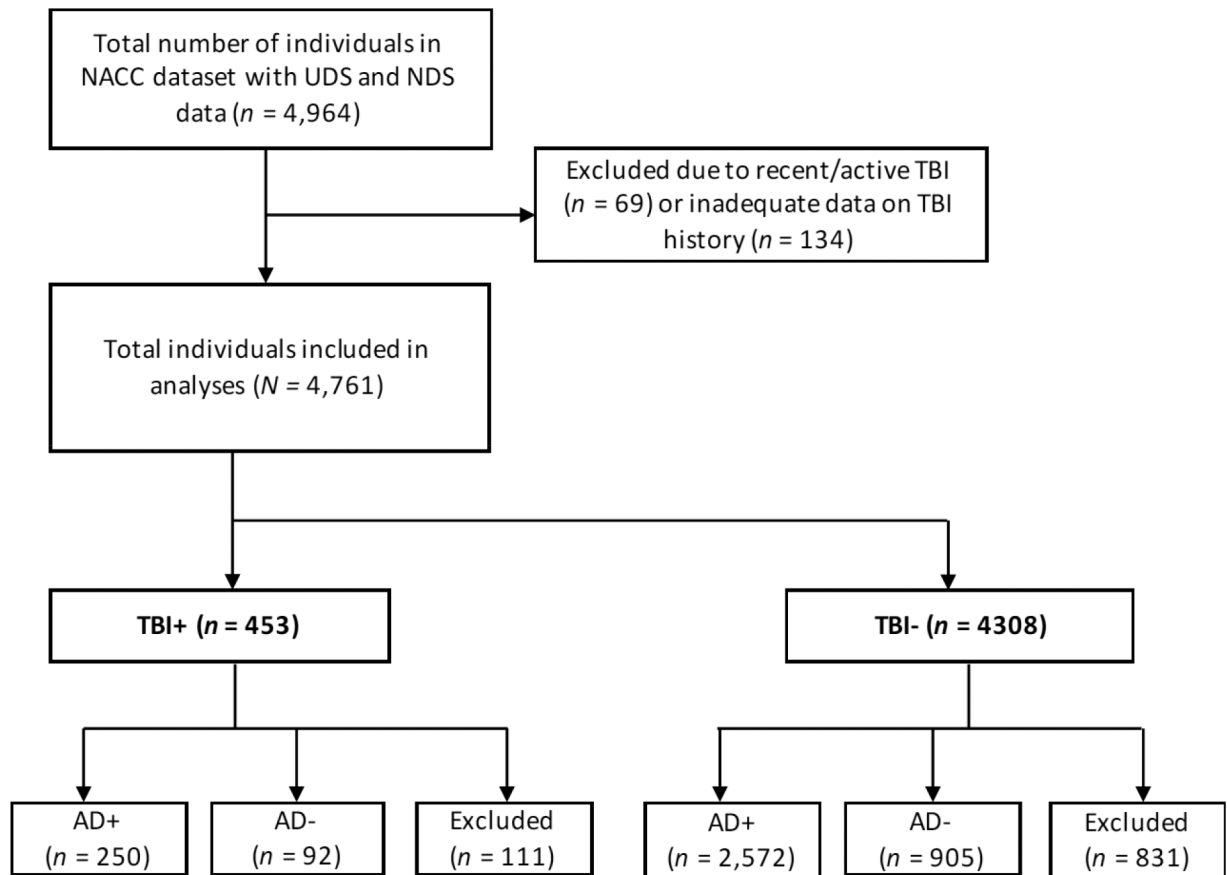 Total number of individuals in
NACC dataset with UDS and NDS
data (n = 4,964)
Excluded due to recent/active TBI
(n = 69) or inadequate data on TBI
history (n = 134)
Total individuals included in
analyses (N = 4,761)
TBI+ (n = 453)
TBI- (n = 4308)
AD+
(n = 250)
AD-
(n = 92)
Excluded
(n = 111)
AD+
(n = 2,572)
AD-
(n = 905)
Excluded
(n = 831)